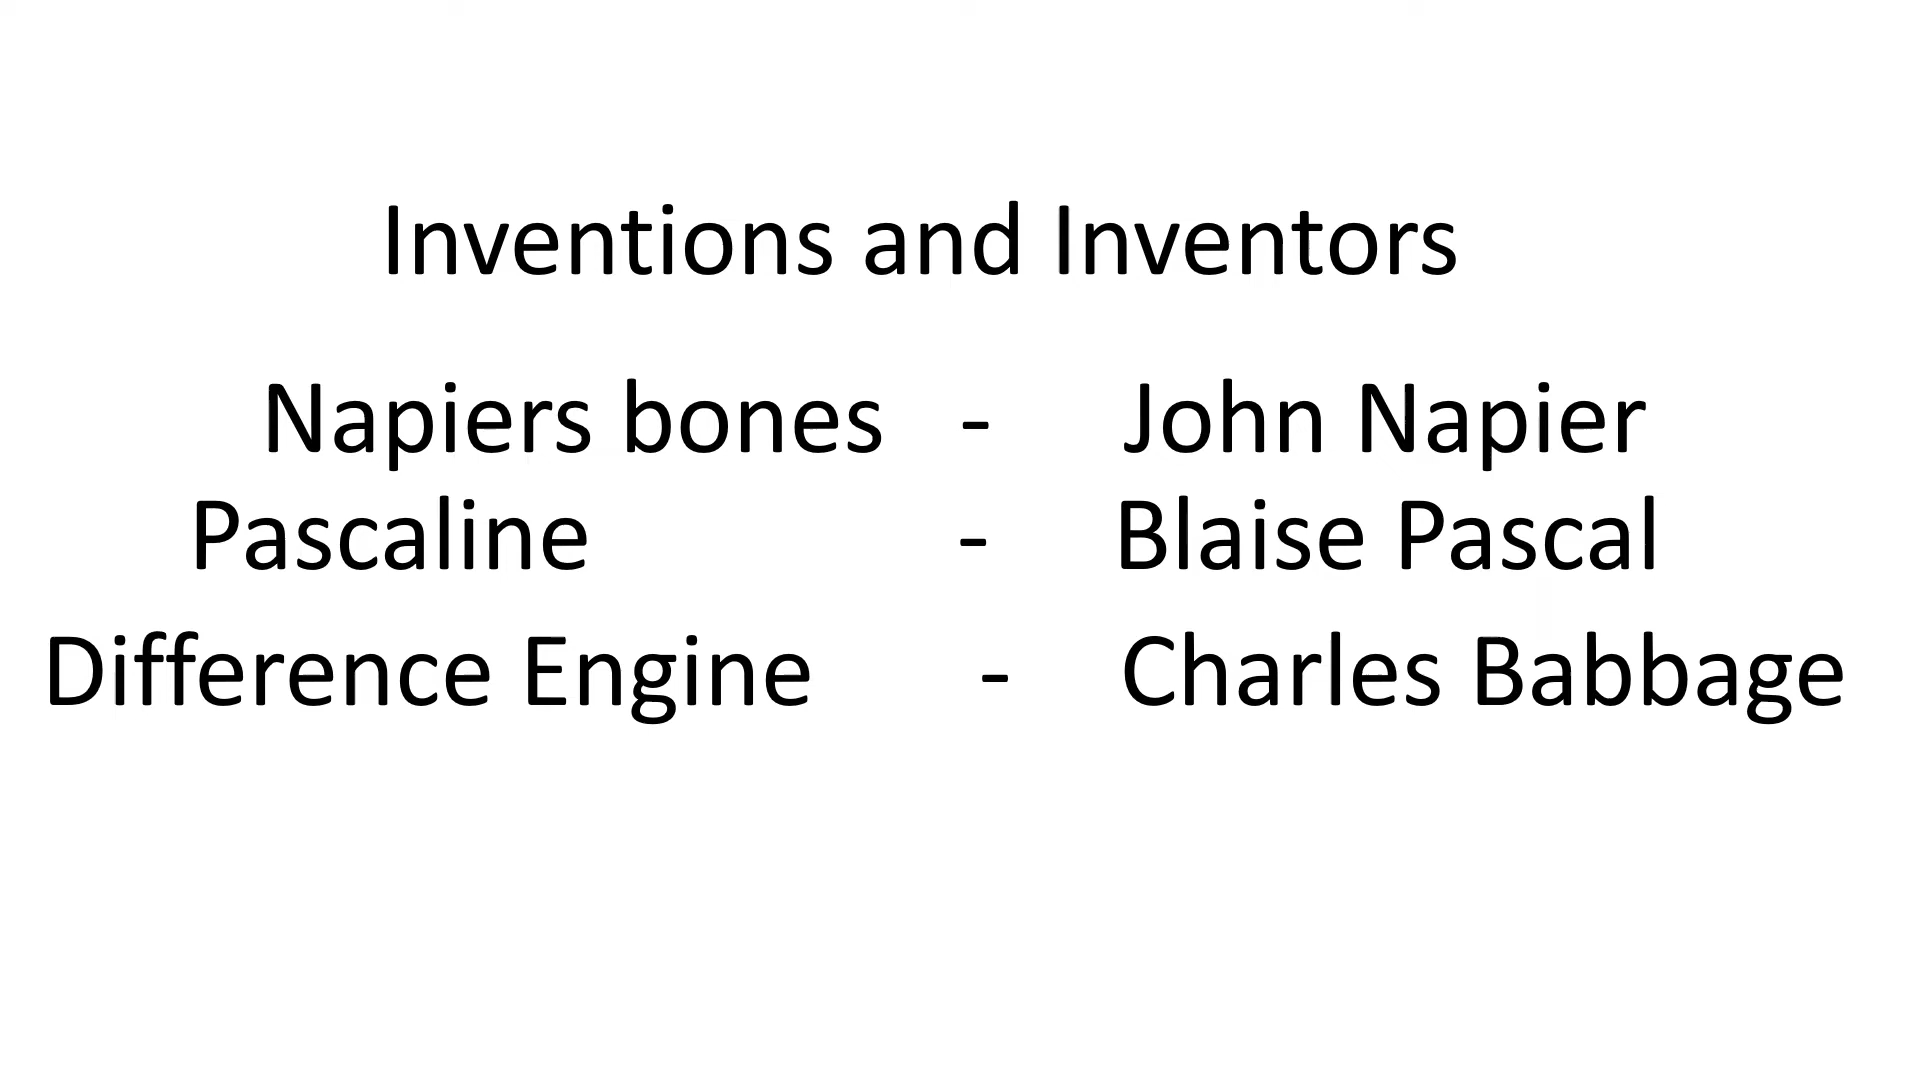 Inventions and Inventors
Napiers bones - John Napier
Pascaline - Blaise Pascal
Difference Engine - Charles Babbage